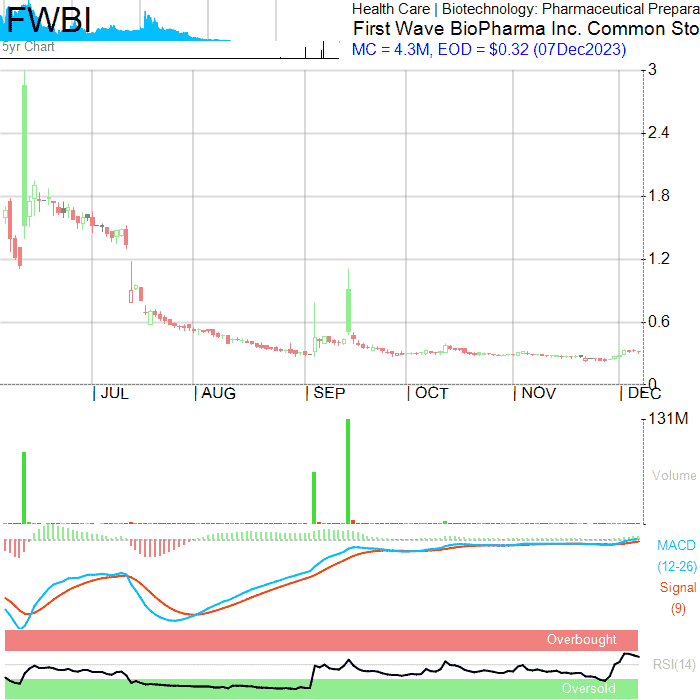 FWBI
Health Care | Biotechnology: Pharmaceutical Prepara
First Wave BioPharma Inc. Common Sto
5yr Chart
MC = 4.3M, EOD = $0.32 (07Dec2023)
3
2.4
1.8
1.2
0.6
0
JUL AUG SEP OCT NOV DEC
131M
Volume
MACD
(12-26)
Signal
(9)
Overbought
RSI(14)
Oversold